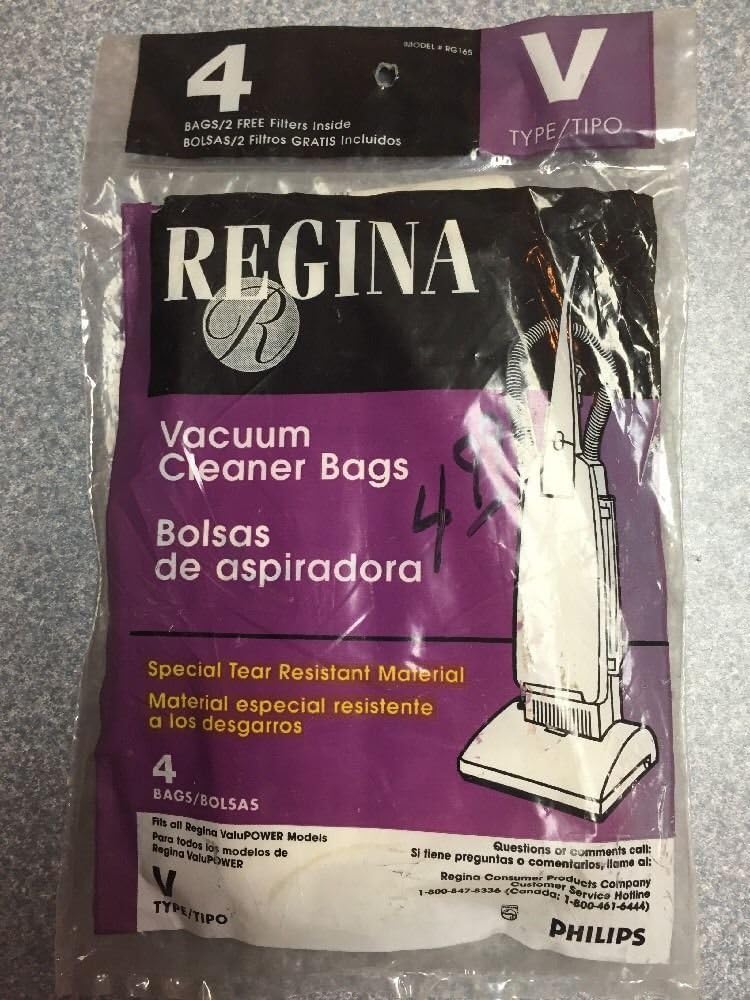 4
BAGS/2 FREE Filters Inside
BOLSAS/2 Filtros GRATIS Incluidos
MODEL # RG165
V
TYPE/TIPO
REGINA
R
Vacuum
Cleaner Bags
Bolsas
de aspiradora
Special Tear Resistant Material
Material especial resistente
a los desgarros
4
BAGS/BOLSAS
Fits all Regina ValuPOWER Models
Para todos los modelos de
Regina ValuPOWER
V
TYPE/TIPO
Questions or comments call:
Si tiene preguntas o comentarios, llame al:
Regina Consumer Products Company
Customer Service Hotline
1-800-847-8336 (Canada: 1-800-461-6444)
PHILIPS